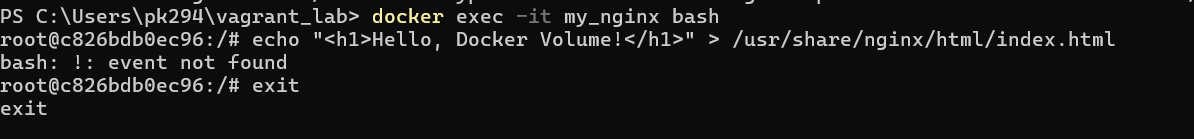 PS C:\Users\pk294\vagrant_lab> docker exec -it my_nginx bash
root@c826bdb0ec96:/# echo "<h1>Hello, Docker Volume!</h1>" > /usr/share/nginx/html/index.html
bash: !: event not found
root@c826bdb0ec96:/# exit
exit